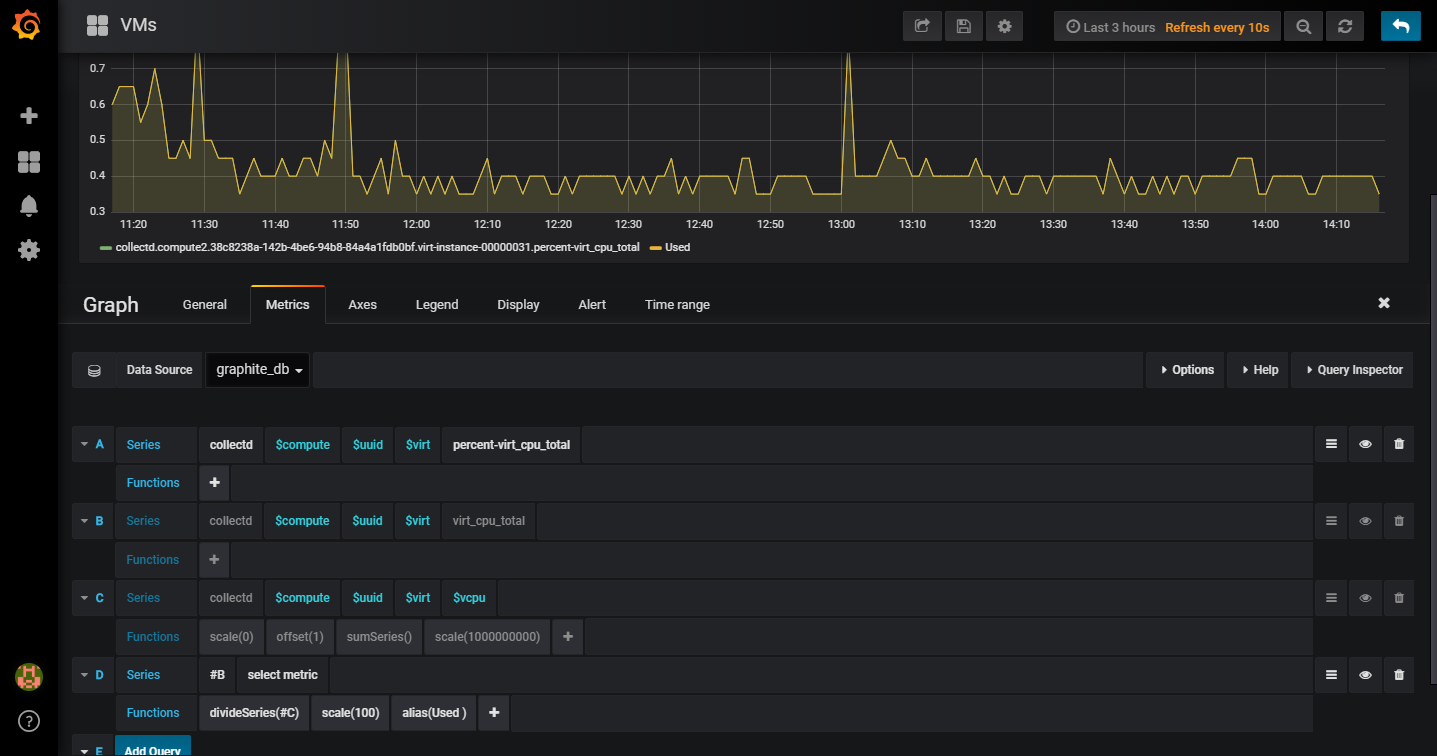 VMs
Last 3 hours Refresh every 10s
0.7
0.6
0.5
0.4
0.3
11:20 11:30 11:40 11:50 12:00 12:10 12:20 12:30 12:40 12:50 13:00 13:10 13:20 13:30 13:40 13:50 14:00 14:10
collectd.compute2.38c8238a-142b-4be6-94b8-84a4a1fdb0bf.virt-instance-00000031.percent-virt_cpu_total Used
Graph General Metrics Axes Legend Display Alert Time range
Data Source graphite_db Options Help Query Inspector
A Series collectd $compute $uuid $virt percent-virt_cpu_total
Functions
B Series collectd $compute $uuid $virt virt_cpu_total
Functions
C Series collectd $compute $uuid $virt $vcpu
Functions scale(0) offset(1) sumSeries() scale(1000000000)
D Series #B select metric
Functions divideSeries(#C) scale(100) alias(Used )
E Add Query